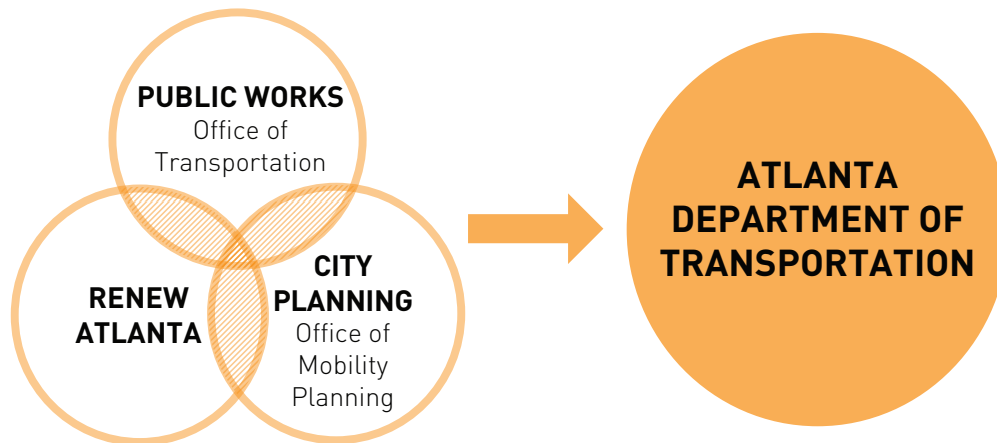 PUBLIC WORKS
Office of
Transportation
RENEW
ATLANTA
CITY
PLANNING
Office of
Mobility
Planning
ATLANTA
DEPARTMENT OF
TRANSPORTATION